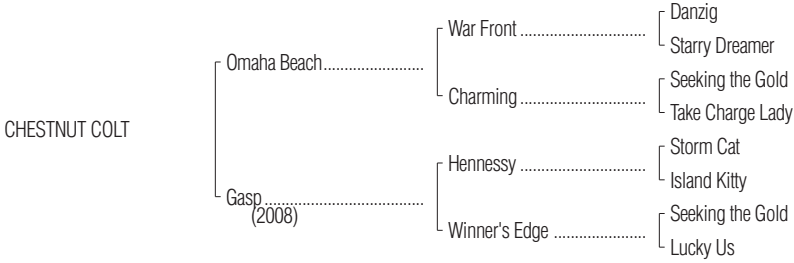 Danzig
War Front ..............................
Starry Dreamer
Omaha Beach........................
Seeking the Gold
Charming ..............................
Take Charge Lady
CHESTNUT COLT
Storm Cat
Hennessy ..............................
Island Kitty
Gasp ......................................
(2008)
Seeking the Gold
Winner's Edge ......................
Lucky Us